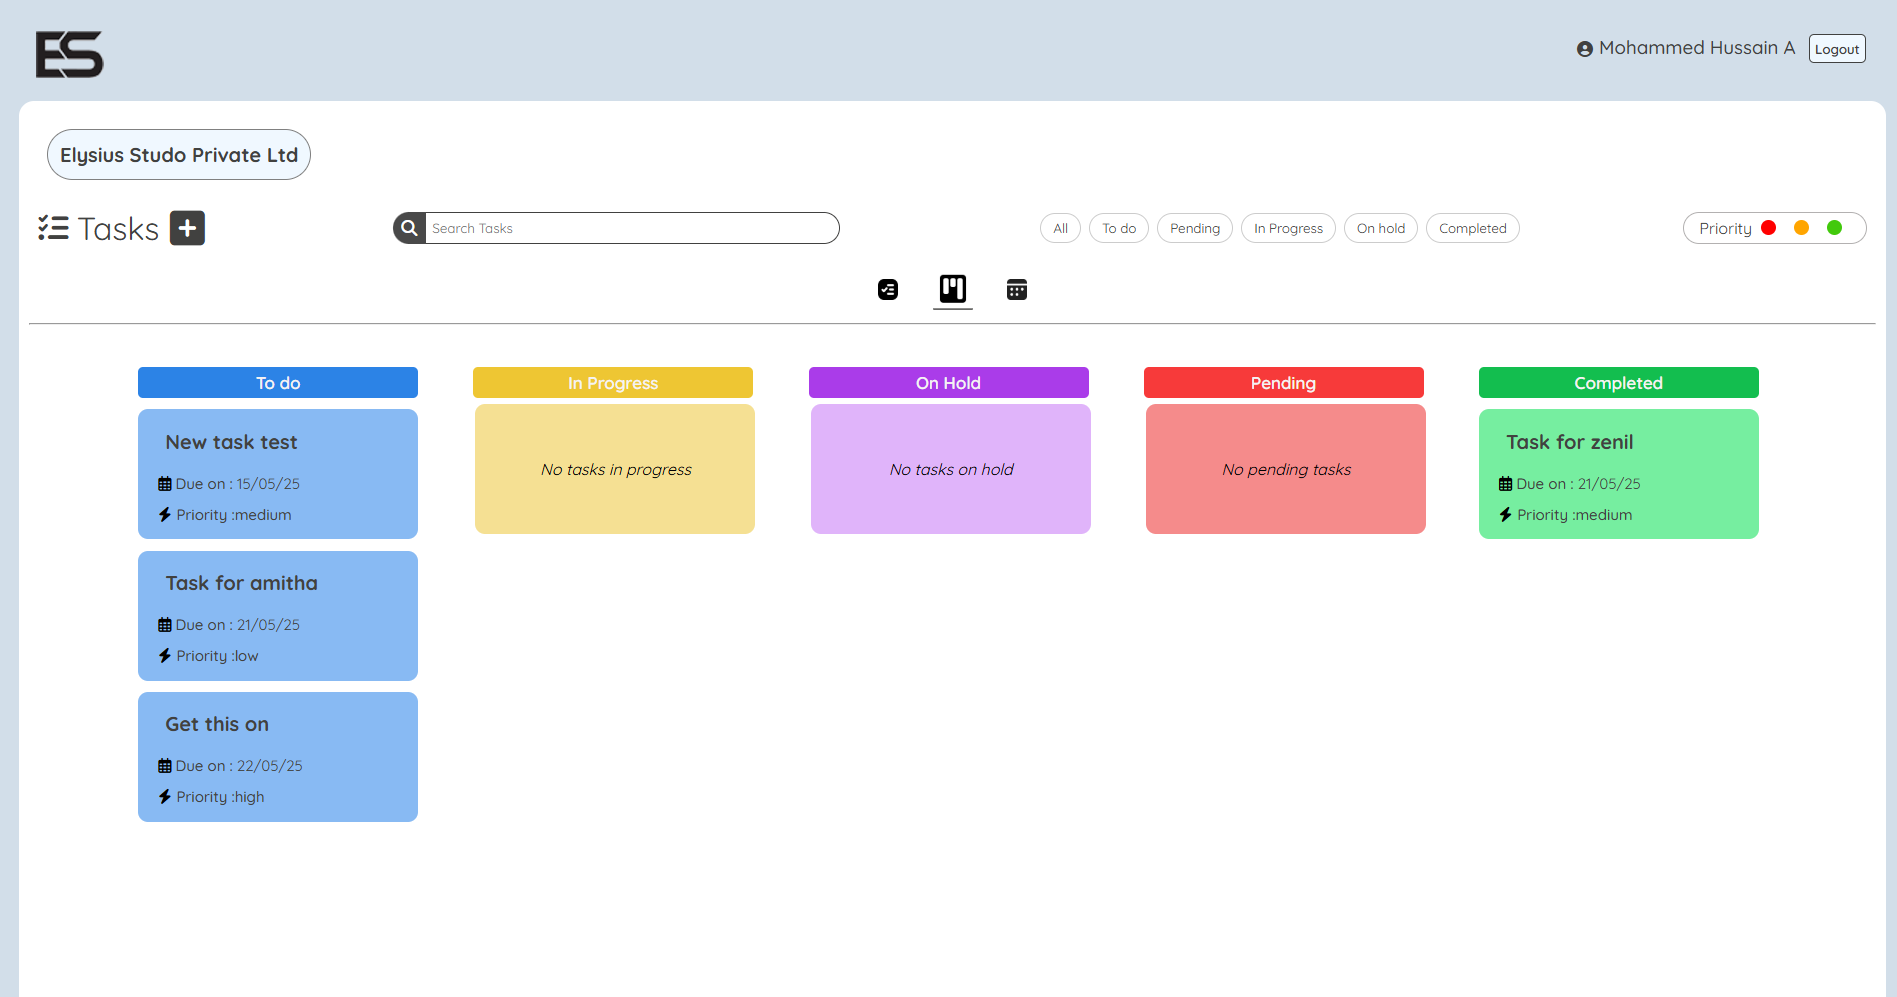 ES
Mohammed Hussain A
Logout
Elysius Studo Private Ltd
Tasks
Search Tasks
All
To do
Pending
In Progress
On hold
Completed
Priority
To do
New task test
Due on : 15/05/25
Priority :medium
Task for amitha
Due on : 21/05/25
Priority :low
Get this on
Due on : 22/05/25
Priority :high
In Progress
No tasks in progress
On Hold
No tasks on hold
Pending
No pending tasks
Completed
Task for zenil
Due on : 21/05/25
Priority :medium